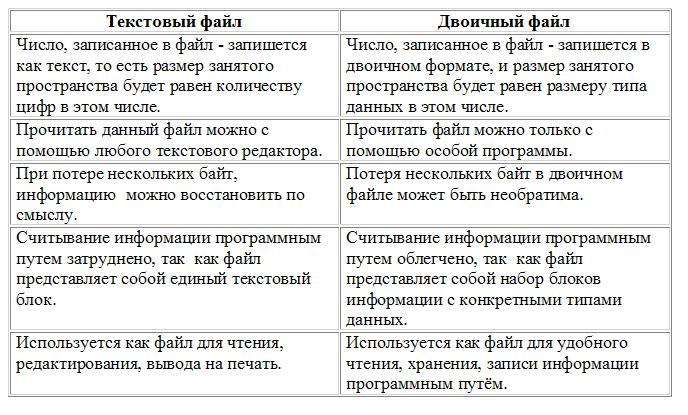 Текстовый файл
Двоичный файл
Число, записанное в файл - запишется
как текст, то есть размер занятого
пространства будет равен количеству
цифр в этом числе.
Число, записанное в файл - запишется в
двоичном формате, и размер занятого
пространства будет равен размеру типа
данных в этом числе.
Прочитать данный файл можно с
помощью любого текстового редактора.
Прочитать файл можно только с
помощью особой программы.
При потере нескольких байт,
информацию можно восстановить по
смыслу.
Потеря нескольких байт в двоичном
файле может быть необратима.
Считывание информации программным
путем затруднено, так как файл
представляет собой единый текстовый
блок.
Считывание информации программным
путем облегчено, так как файл
представляет собой набор блоков
информации с конкретными типами
данных.
Используется как файл для чтения,
редактирования, вывода на печать.
Используется как файл для удобного
чтения, хранения, записи информации
программным путём.